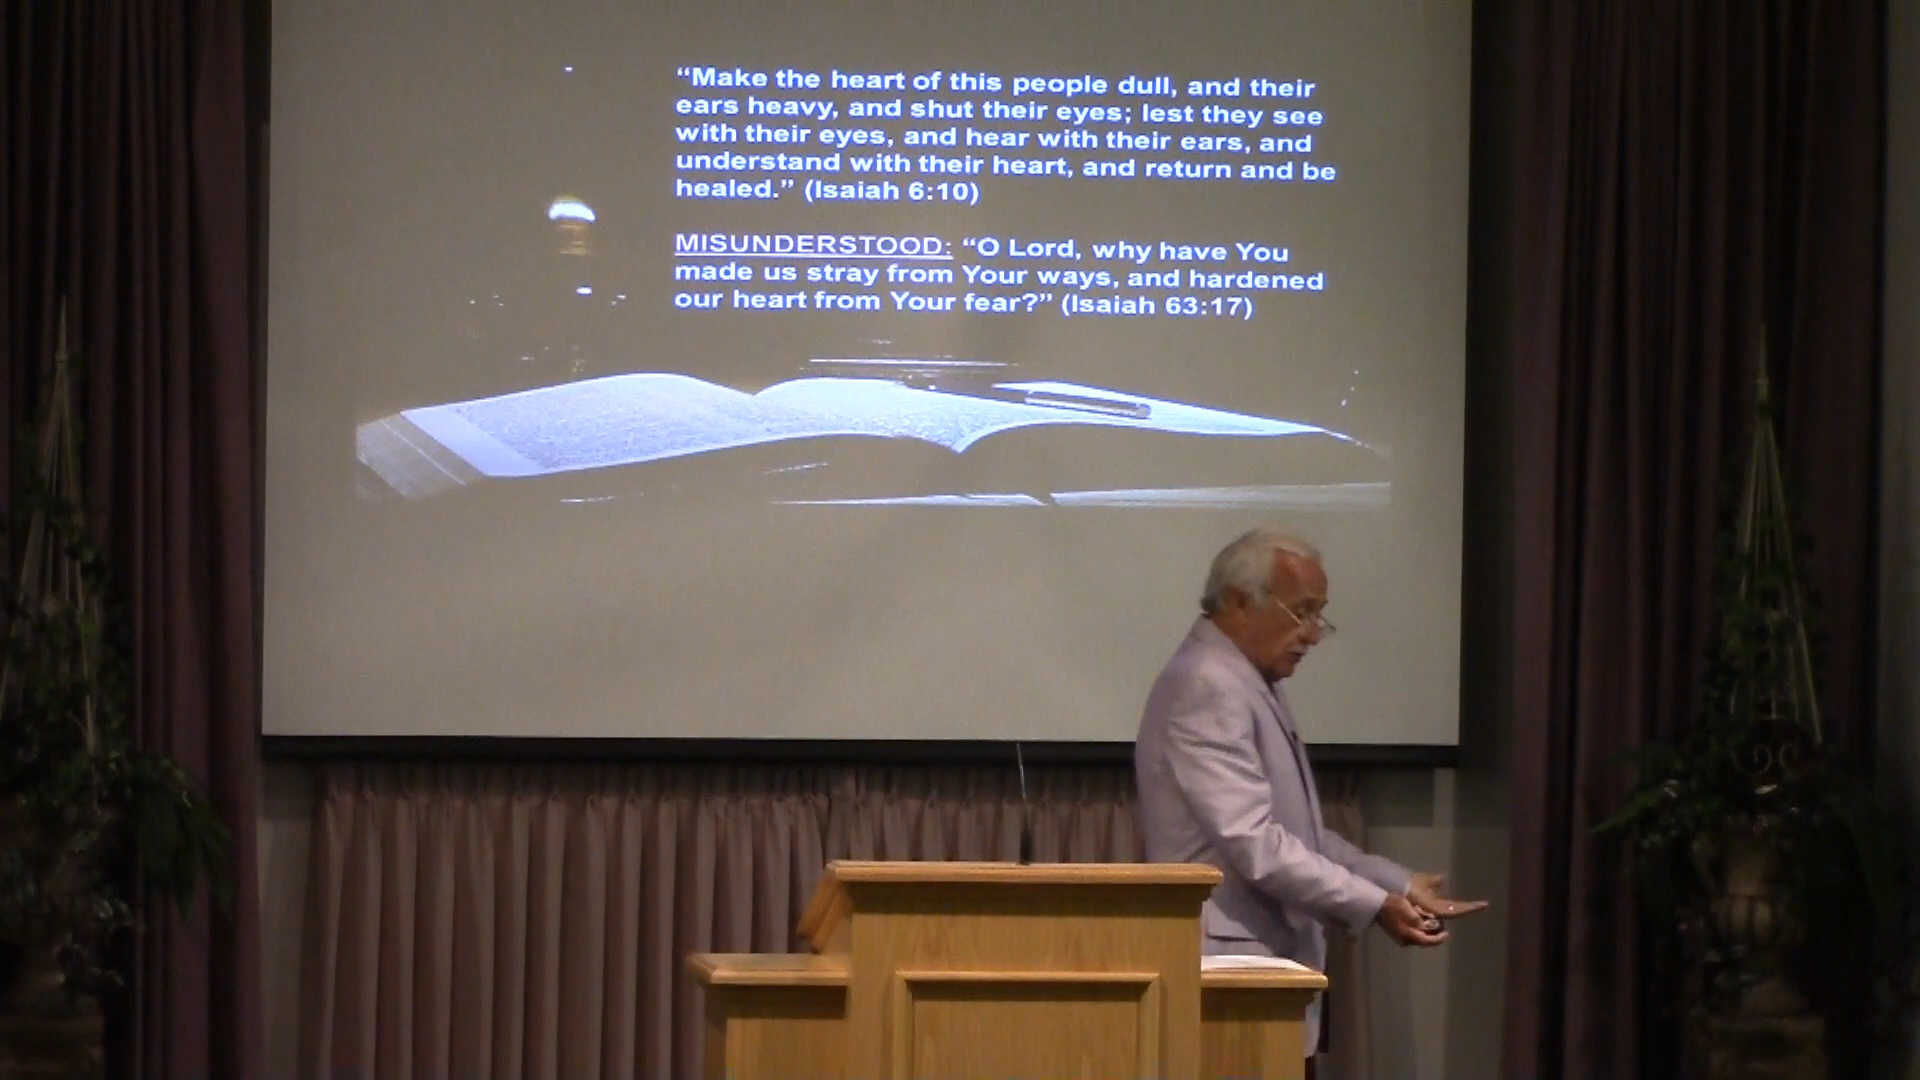 “Make the heart of this people dull, and their
ears heavy, and shut their eyes; lest they see
with their eyes, and hear with their ears, and
understand with their heart, and return and be
healed.” (Isaiah 6:10)
MISUNDERSTOOD: “O Lord, why have You
made us stray from Your ways, and hardened
our heart from Your fear?” (Isaiah 63:17)